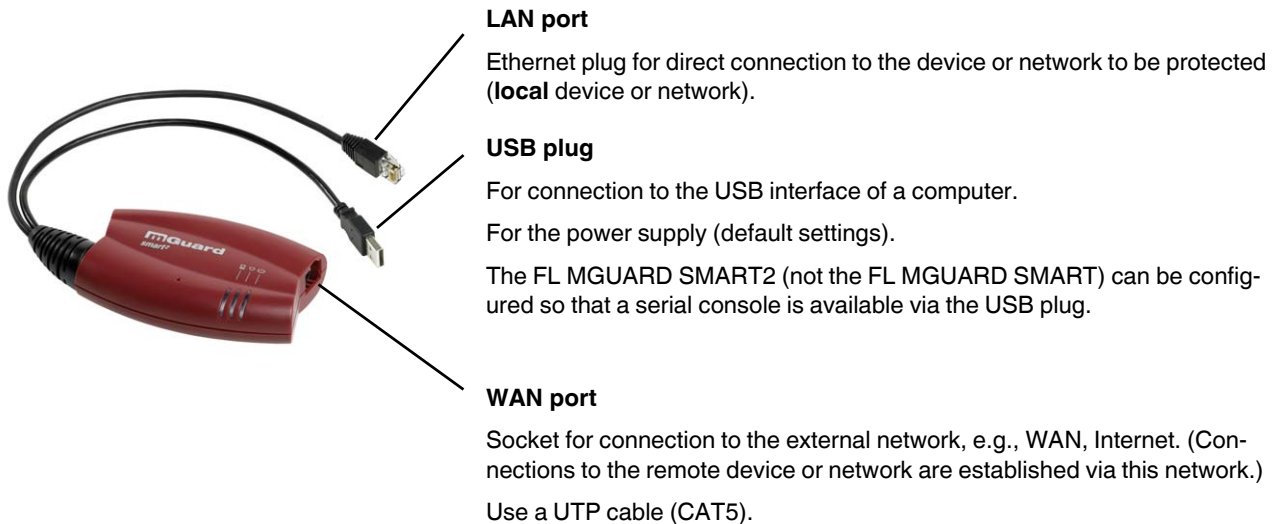 LAN port
Ethernet plug for direct connection to the device or network to be protected
(local device or network).
USB plug
For connection to the USB interface of a computer.
For the power supply (default settings).
The FL MGUARD SMART2 (not the FL MGUARD SMART) can be config-
ured so that a serial console is available via the USB plug.
mGuard
smart²
WAN port
Socket for connection to the external network, e.g., WAN, Internet. (Con-
nections to the remote device or network are established via this network.)
Use a UTP cable (CAT5).